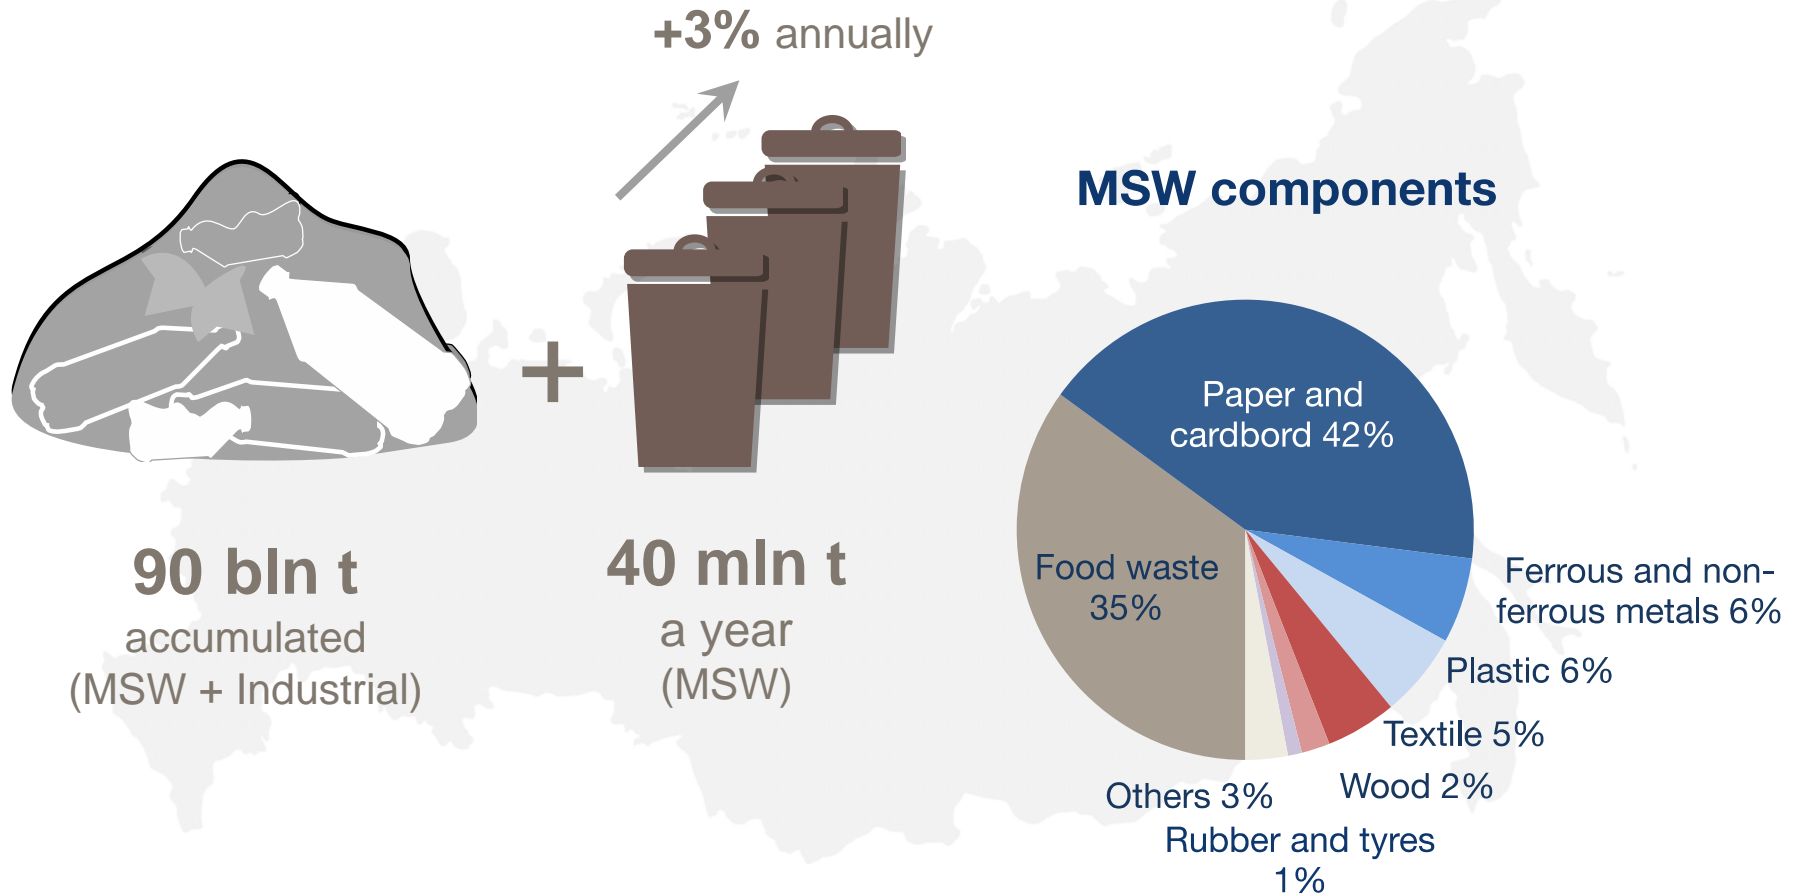 +3% annually
90 bln t
accumulated
(MSW + Industrial)
+
40 mln t
a year
(MSW)
MSW components
Paper and
cardbord 42%
Food waste
35%
Ferrous and non-
ferrous metals 6%
Plastic 6%
Textile 5%
Wood 2%
Others 3%
Rubber and tyres
1%